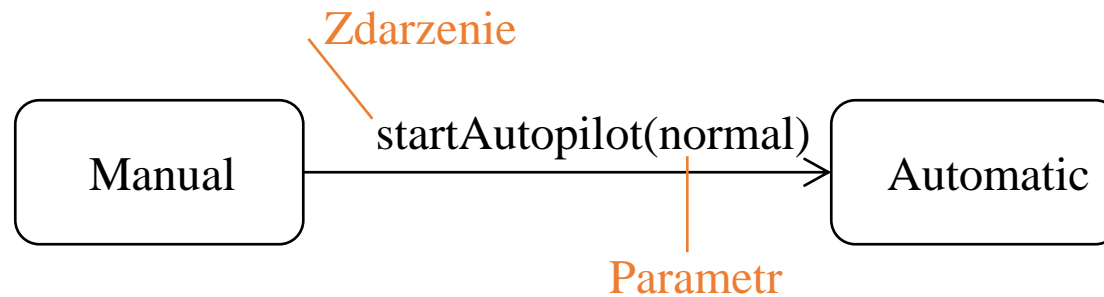 Zdarzenie
startAutopilot(normal)
Manual
Automatic
Parametr